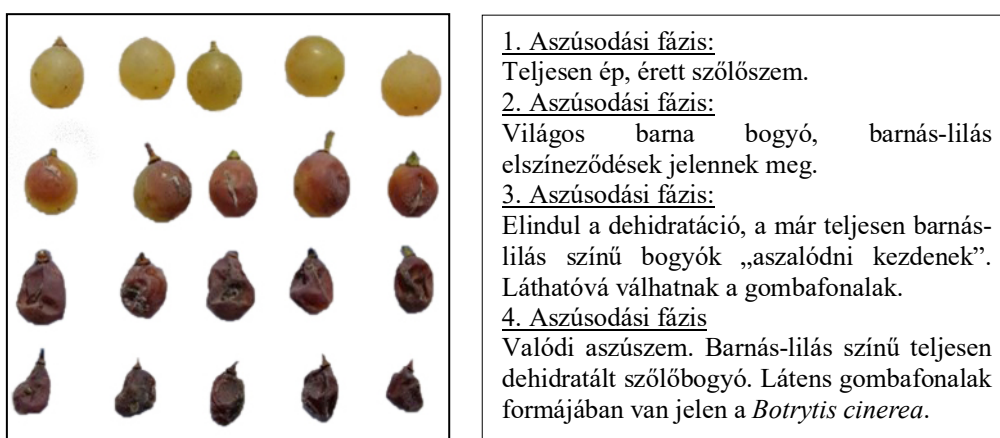 1. Aszúsodási fázis:
Teljesen ép, érett szőlőszem.
2. Aszúsodási fázis:
Világos barna bogyó, barnás-lilás
elszíneződések jelennek meg.
3. Aszúsodási fázis:
Elindul a dehidratáció, a már teljesen barnás-
lilás színű bogyók „aszalódni kezdenek”.
Láthatóvá válhatnak a gombafonalak.
4. Aszúsodási fázis
Valódi aszúszem. Barnás-lilás színű teljesen
dehidratált szőlőbogyó. Látens gombafonalak
formájában van jelen a Botrytis cinerea.